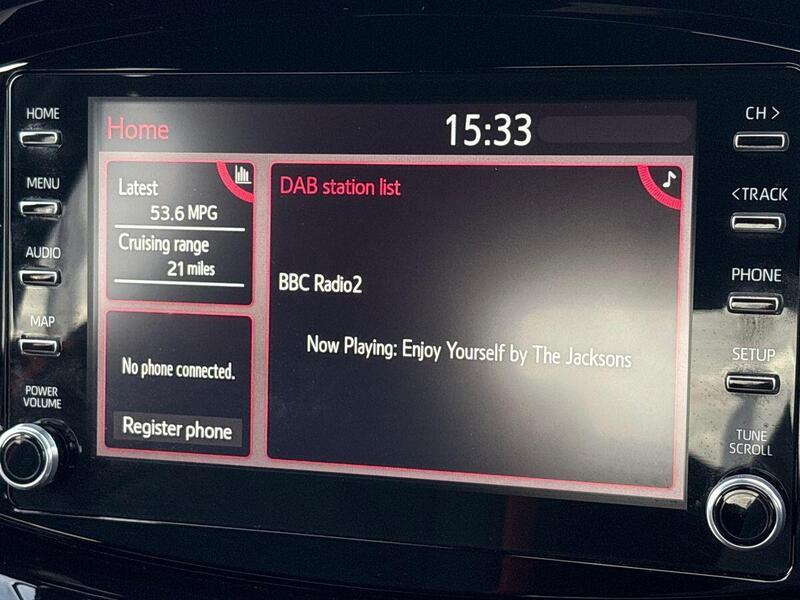 HOME
MENU
AUDIO
MAP
POWER
VOLUME
Home
15:33
Latest
53.6 MPG
Cruising range
21 miles
No phone connected.
Register phone
DAB station list
BBC Radio2
Now Playing: Enjoy Yourself by The Jacksons
CH >
<TRACK
PHONE
SETUP
TUNE
SCROLL